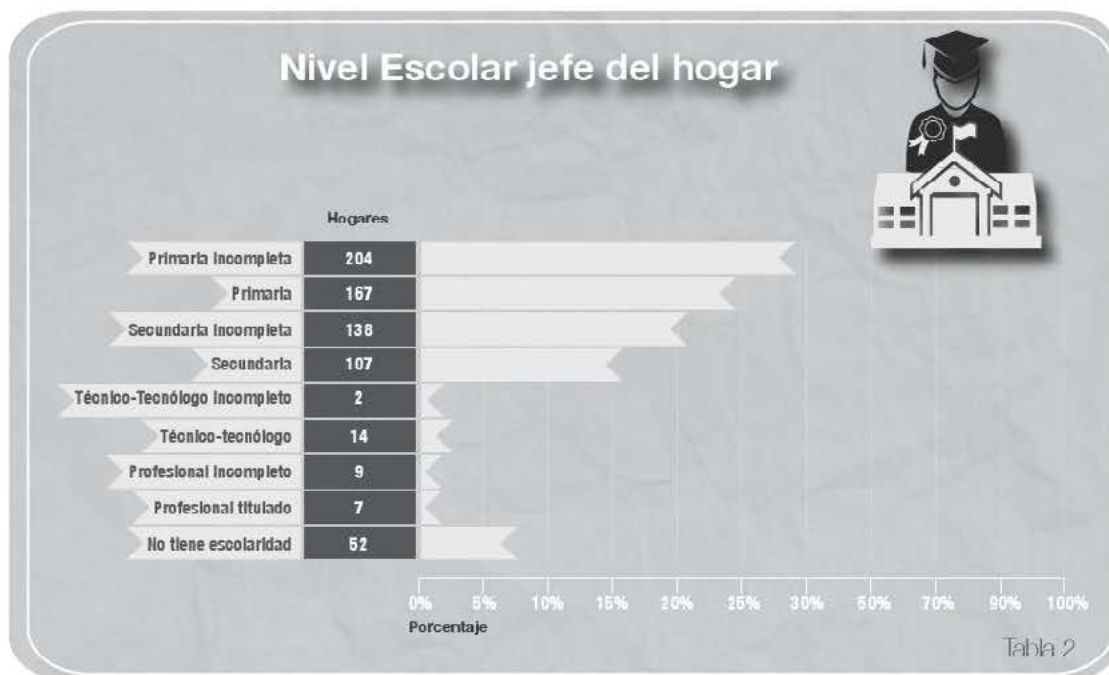 Nivel Escolar jefe del hogar
Hogares
Primaria Incompleta 204
Primaria 167
Secundaria Incompleta 138
Secundaria 107
Técnico-Tecnólogo Incompleto 2
Técnico-tecnólogo 14
Profesional Incompleto 9
Profesional titulado 7
No tiene escolaridad 52
0% 5% 10% 15% 20% 25% 30% 50% 70% 90% 100%
Porcentaje
Tabla 2